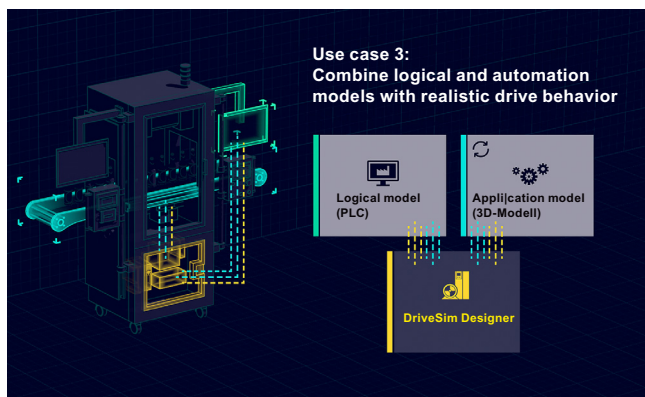 Use case 3:
Combine logical and automation
models with realistic drive behavior
Logical model
(PLC)
Appli|cation model
(3D-Modell)
DriveSim Designer